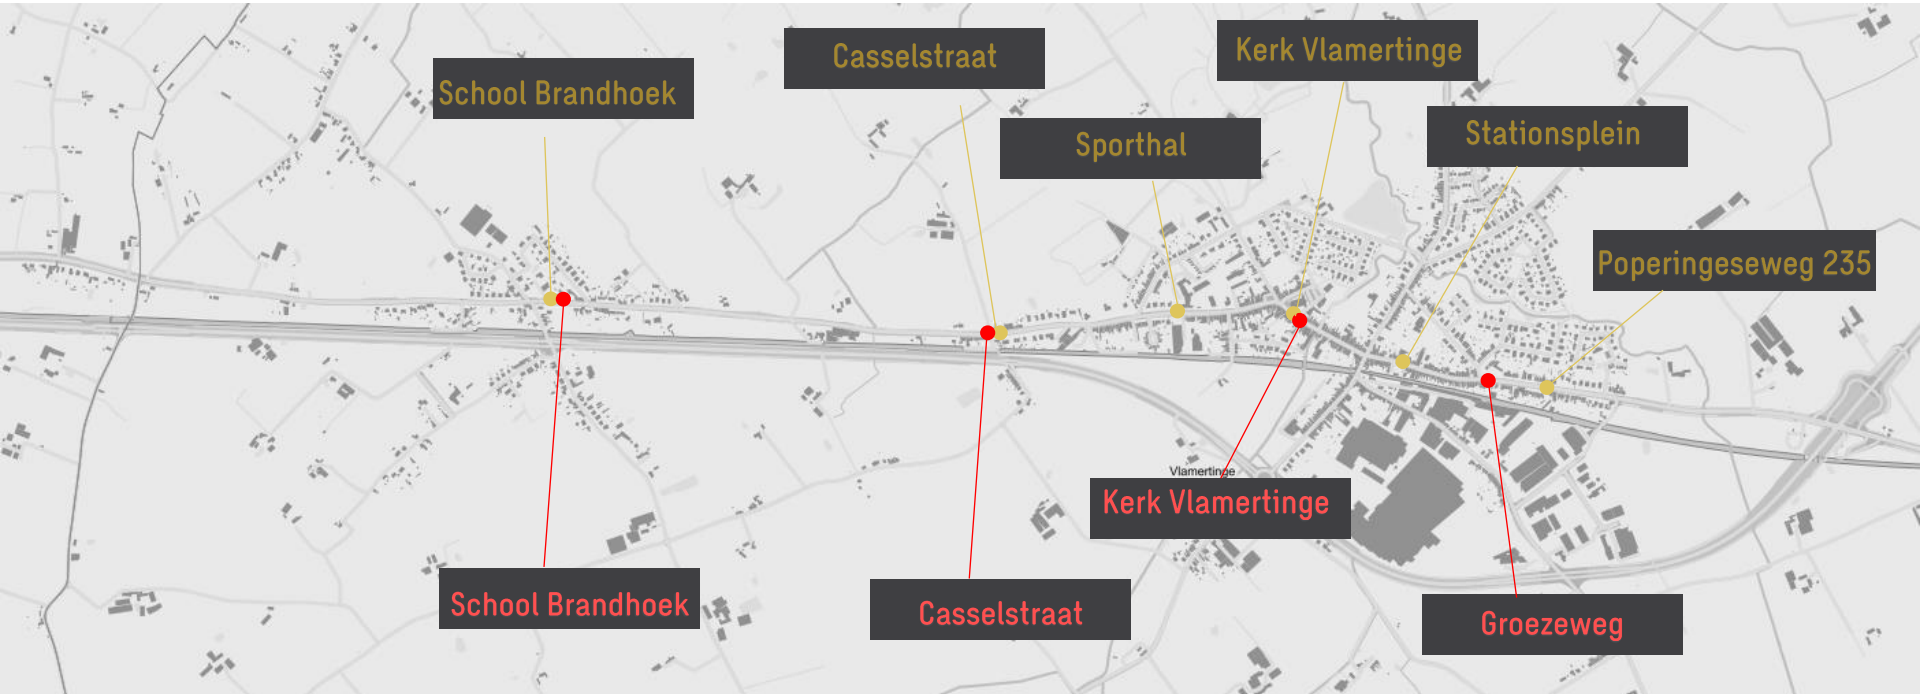 Kerk Vlamertinge
Casselstraat
School Brandhoek
Stationsplein
Sporthal
Poperingeseweg 235
Vlamertinge
Kerk Vlamertinge
School Brandhoek
Casselstraat
Groezeweg